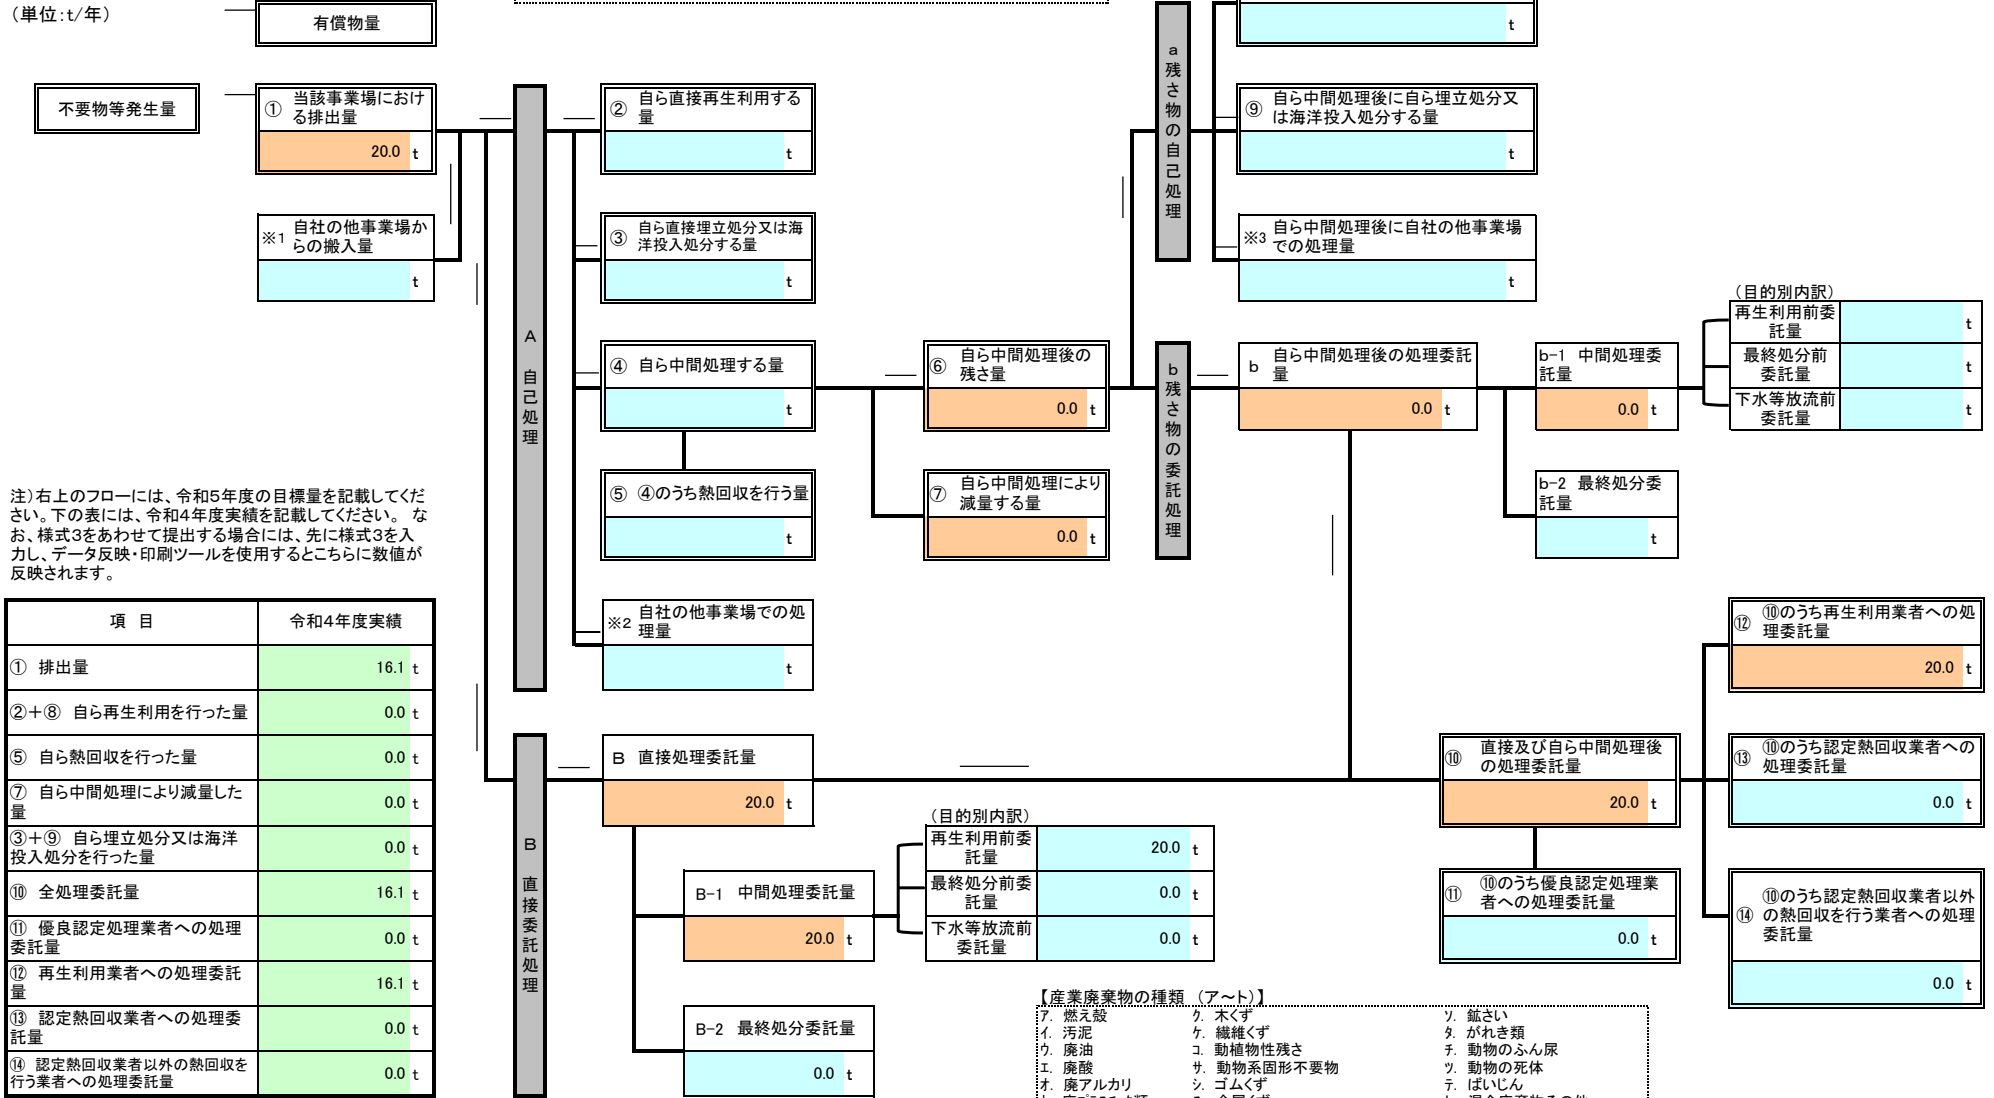 （単位:t/年）
有償物量
t
不要物等発生量
① 当該事業場におけ
る排出量
20.0 t
※1 自社の他事業場か
らの搬入量
t
A 自己処理
② 自ら直接再生利用する
量
t
③ 自ら直接埋立処分又は海
洋投入処分する量
t
④ 自ら中間処理する量
t
⑤ ④のうち熱回収を行う量
t
※2 自社の他事業場での処
理量
t
⑥ 自ら中間処理後の
残さ量
0.0 t
⑦ 自ら中間処理により
減量する量
0.0 t
a 残さ物の自己処理
⑨ 自ら中間処理後に自ら埋立処分又
は海洋投入処分する量
t
※3 自ら中間処理後に自社の他事業場
での処理量
t
b 残さ物の委託処理
b 自ら中間処理後の処理委託
量
0.0 t
b-1 中間処理委
託量
0.0 t
b-2 最終処分委
託量
t
（目的別内訳）
再生利用前委
託量
t
最終処分前
委託量
t
下水等放流前
委託量
t
注）右上のフローには、令和５年度の目標量を記載してくだ
さい。下の表には、令和４年度実績を記載してください。 な
お、様式３をあわせて提出する場合には、先に様式３を入
力し、データ反映・印刷ツールを使用するとこちらに数値が
反映されます。
項 目 令和４年度実績
① 排出量 16.1 t
②＋⑧ 自ら再生利用を行った量 0.0 t
⑤ 自ら熱回収を行った量 0.0 t
⑦ 自ら中間処理により減量した
量 0.0 t
③＋⑨ 自ら埋立処分又は海洋
投入処分を行った量 0.0 t
⑩ 全処理委託量 16.1 t
⑪ 優良認定処理業者への処理
委託量 0.0 t
⑫ 再生利用業者への処理委託
量 16.1 t
⑬ 認定熱回収業者への処理委
託量 0.0 t
⑭ 認定熱回収業者以外の熱回収を
行う業者への処理委託量 0.0 t
B 直接委託処理
B 直接処理委託量
20.0 t
B-1 中間処理委託量
20.0 t
B-2 最終処分委託量
0.0 t
（目的別内訳）
再生利用前委
託量
20.0 t
最終処分前委
託量
0.0 t
下水等放流前
委託量
0.0 t
⑩ 直接及び自ら中間処理後
の処理委託量
20.0 t
⑪ ⑩のうち優良認定処理業
者への処理委託量
0.0 t
⑫ ⑩のうち再生利用業者への処
理委託量
20.0 t
⑬ ⑩のうち認定熱回収業者への
処理委託量
0.0 t
⑭ ⑩のうち認定熱回収業者以外
の熱回収を行う業者への処理
委託量
0.0 t
【産業廃棄物の種類 （ア～ト）】
ア. 燃え殻 ク. 木くず ソ. 鉱さい
イ. 汚泥 ケ. 繊維くず タ. がれき類
ウ. 廃油 コ. 動植物性残さ チ. 動物のふん尿
エ. 廃酸 サ. 動物系固形不要物 ツ. 動物の死体
オ. 廃アルカリ シ. ゴムくず テ. ばいじん